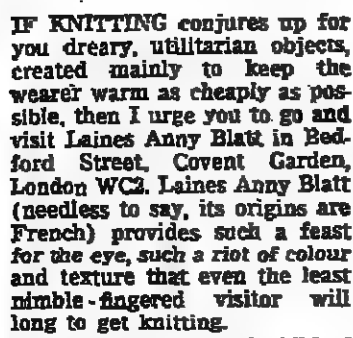 IF KNITTING conjures up for
you dreary, utilitarian objects,
created mainly to keep the
wearer warm as cheaply as pos-
sible, then I urge you to go and
visit Laines Anny Blatt in Bed-
ford Street, Covent Garden,
London WC2. Laines Anny Blatt
(needless to say, its origins are
French) provides such a feast
for the eye, such a riot of colour
and texture that even the least
nimble-fingered visitor will
long to get knitting.